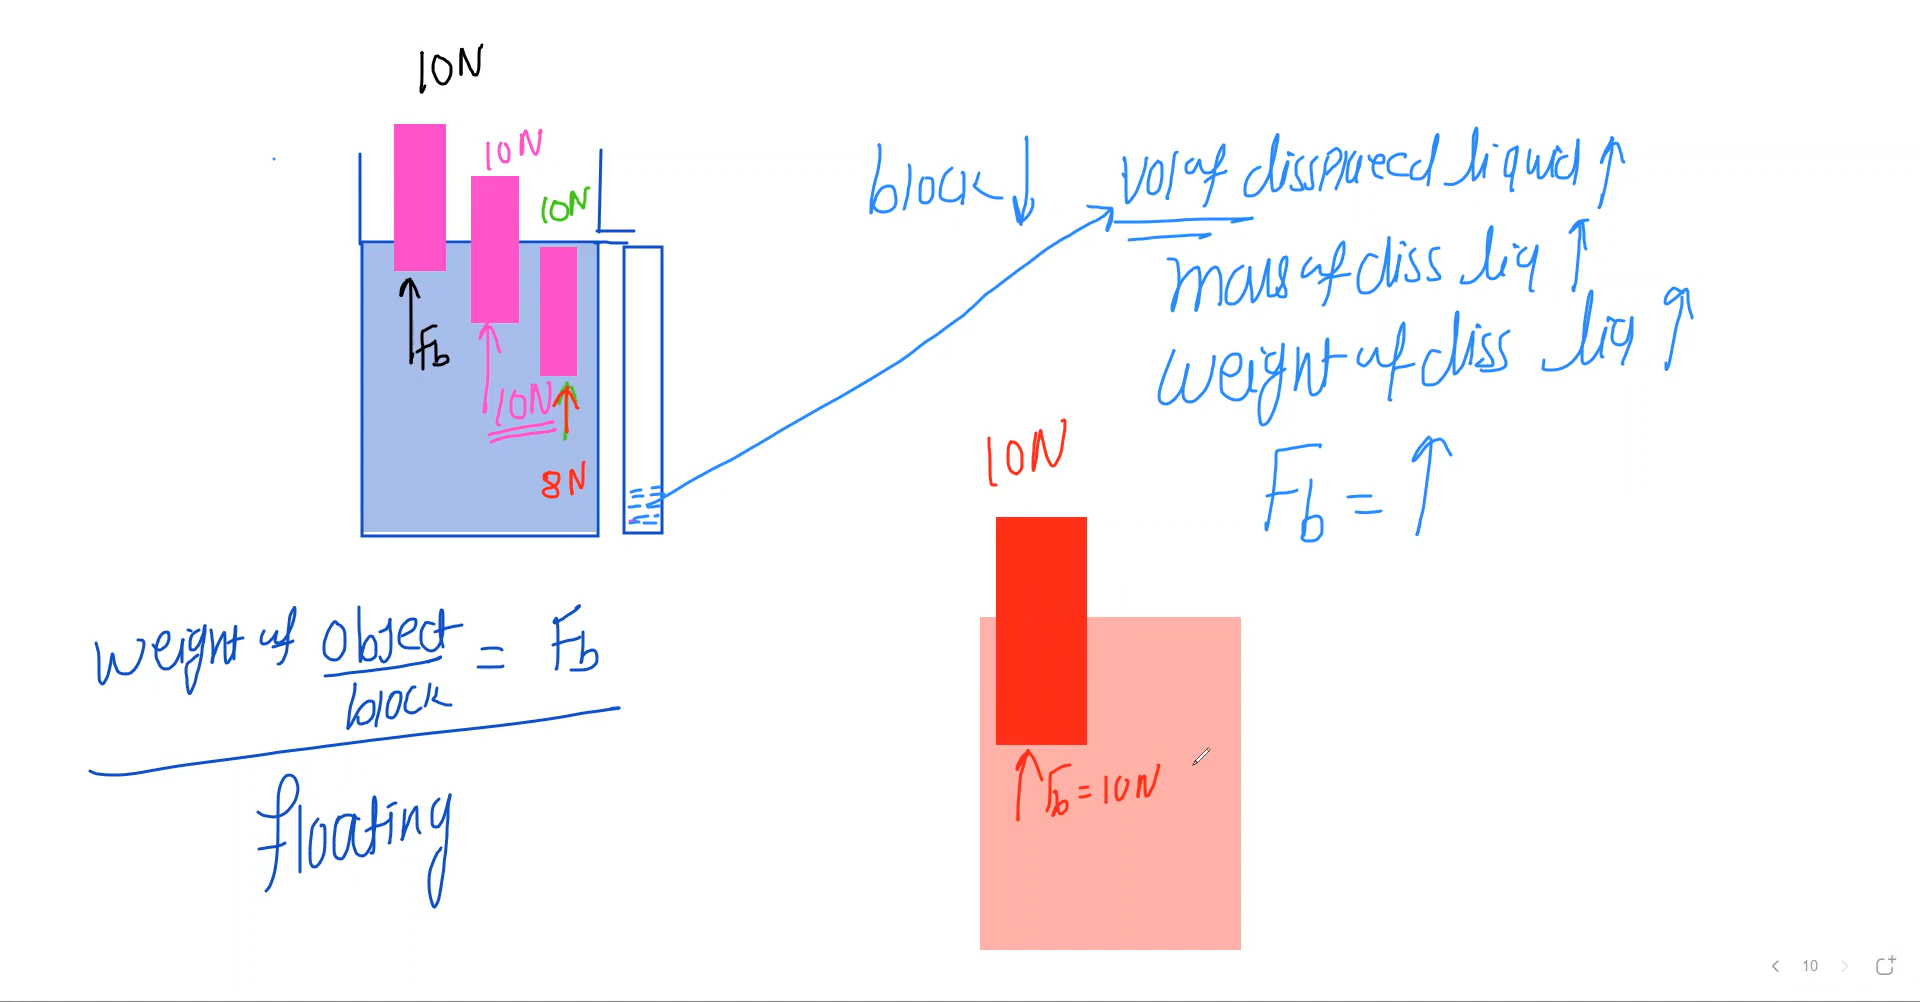 10N
10N
10N
Fb
10N
8N
block↓ vol of dissplaced liquid ↑
mass of diss liq ↑
weight of diss liq ↑
Fb = ↑
10N
Fb = 10N
weight of object = Fb
block
floating
10